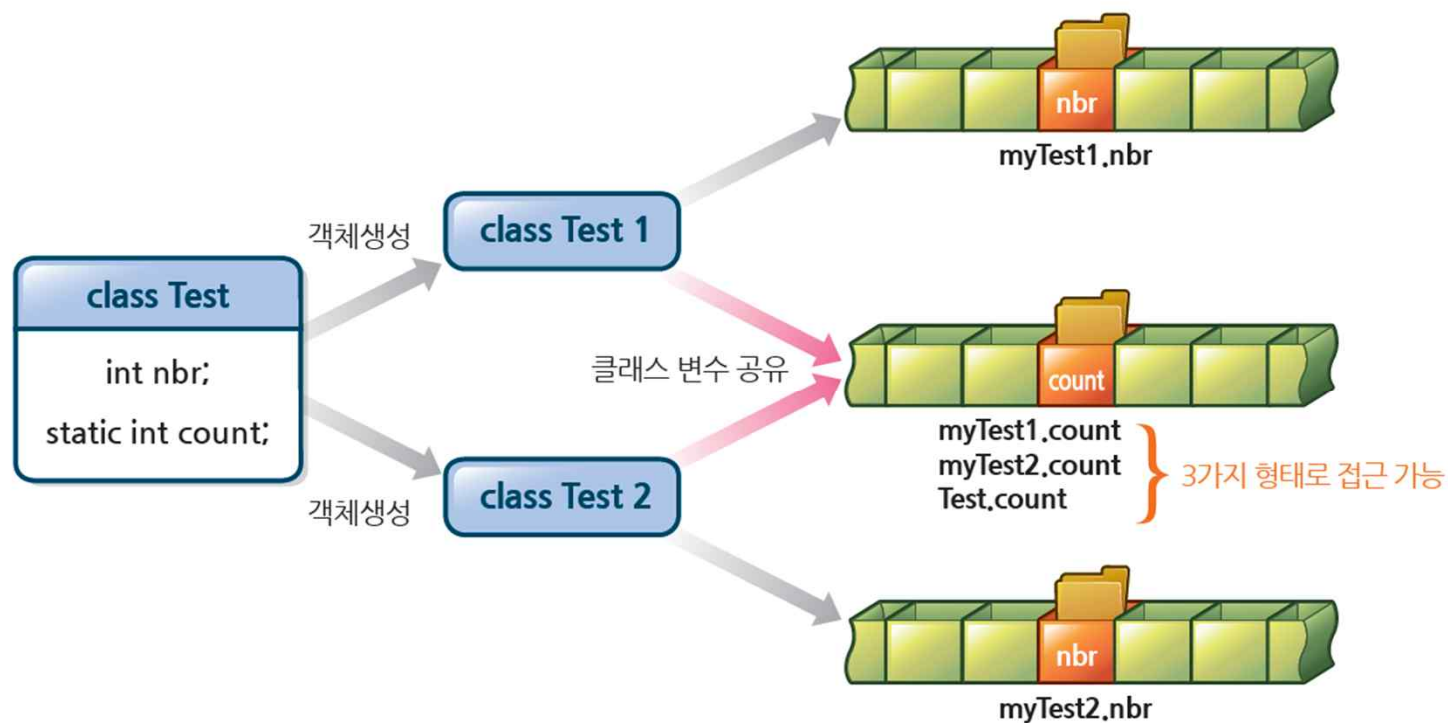 class Test
int nbr;
static int count;
객체생성
class Test 1
객체생성
class Test 2
클래스 변수 공유
nbr
myTest1.nbr
count
myTest1.count
myTest2.count
Test.count
3가지 형태로 접근 가능
nbr
myTest2.nbr